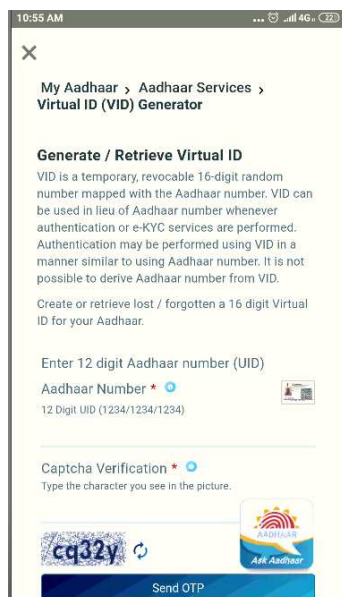 10:55 AM
... 4G 22
My Aadhaar > Aadhaar Services >
Virtual ID (VID) Generator
Generate / Retrieve Virtual ID
VID is a temporary, revocable 16-digit random
number mapped with the Aadhaar number. VID can
be used in lieu of Aadhaar number whenever
authentication or e-KYC services are performed.
Authentication may be performed using VID in a
manner similar to using Aadhaar number. It is not
possible to derive Aadhaar number from VID.
Create or retrieve lost / forgotten a 16 digit Virtual
ID for your Aadhaar.
Enter 12 digit Aadhaar number (UID)
Aadhaar Number *
12 Digit UID (1234/1234/1234)
Captcha Verification *
Type the character you see in the picture.
cq32y
AADHAAR
Ask Aadhaar
Send OTP